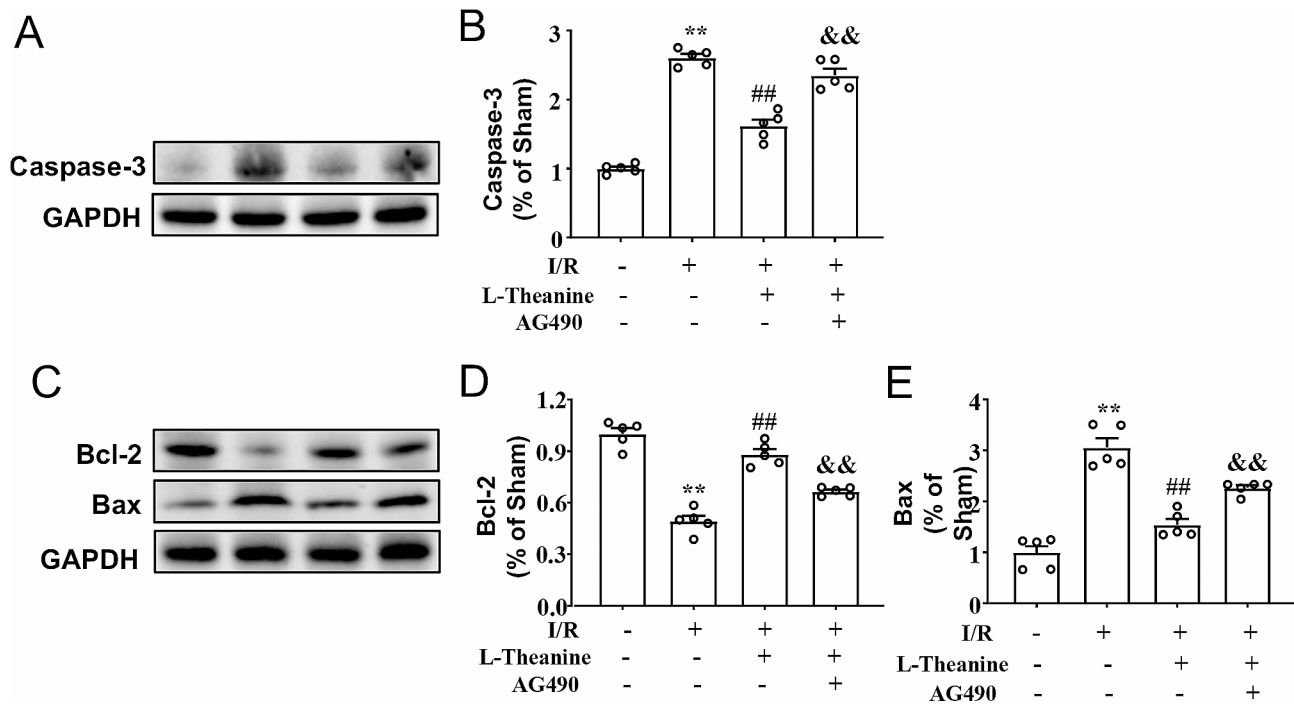 A
Caspase-3
GAPDH
B
Caspase-3
(% of Sham)
3
2
1
0
**
##
&&
I/R - + + +
L-Theanine - - + +
AG490 - - - +
C
Bcl-2
Bax
GAPDH
D
Bcl-2
(% of Sham)
1.2
0.9
0.6
0.3
0.0
**
##
&&
I/R - + + +
L-Theanine - - + +
AG490 - - - +
E
Bax
(% of
Sham)
4
3
2
1
0
**
##
&&
I/R - + + +
L-Theanine - - + +
AG490 - - - +